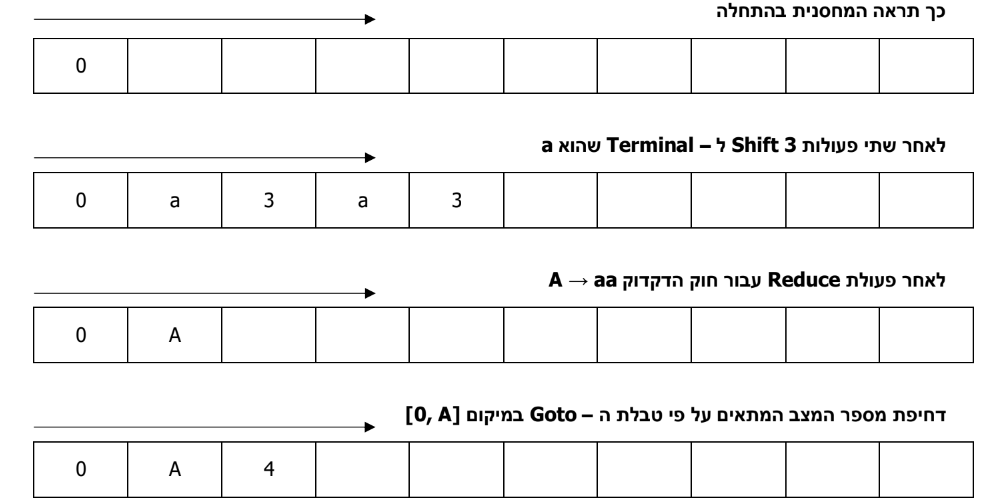 כך תראה המחסנית בהתחלה
0
לאחר שתי פעולות Shift 3 ל – Terminal שהוא a
0 a 3 a 3
לאחר פעולת Reduce עבור חוק הדקדוק A → aa
0 A
דחיפת מספר המצב המתאים על פי טבלת ה – Goto במיקום [0, A]
0 A 4